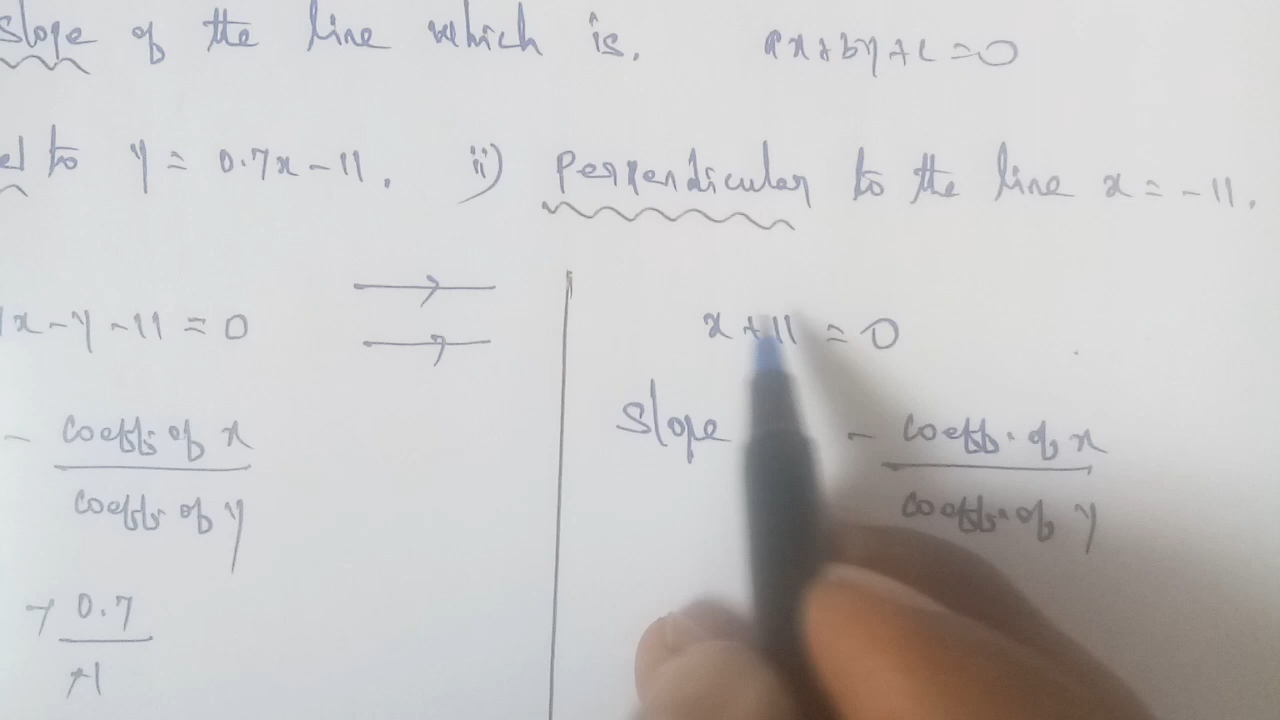 slope of the line which is. ax+by+c=0
el to y = 0.7x-11. ii) Perpendicular to the line x = -11.
x-y-11 = 0
- coeff. of x
coeff. of y
- 0.7
-1
x+11 = 0
Slope - coeff. of x
coeff. of y